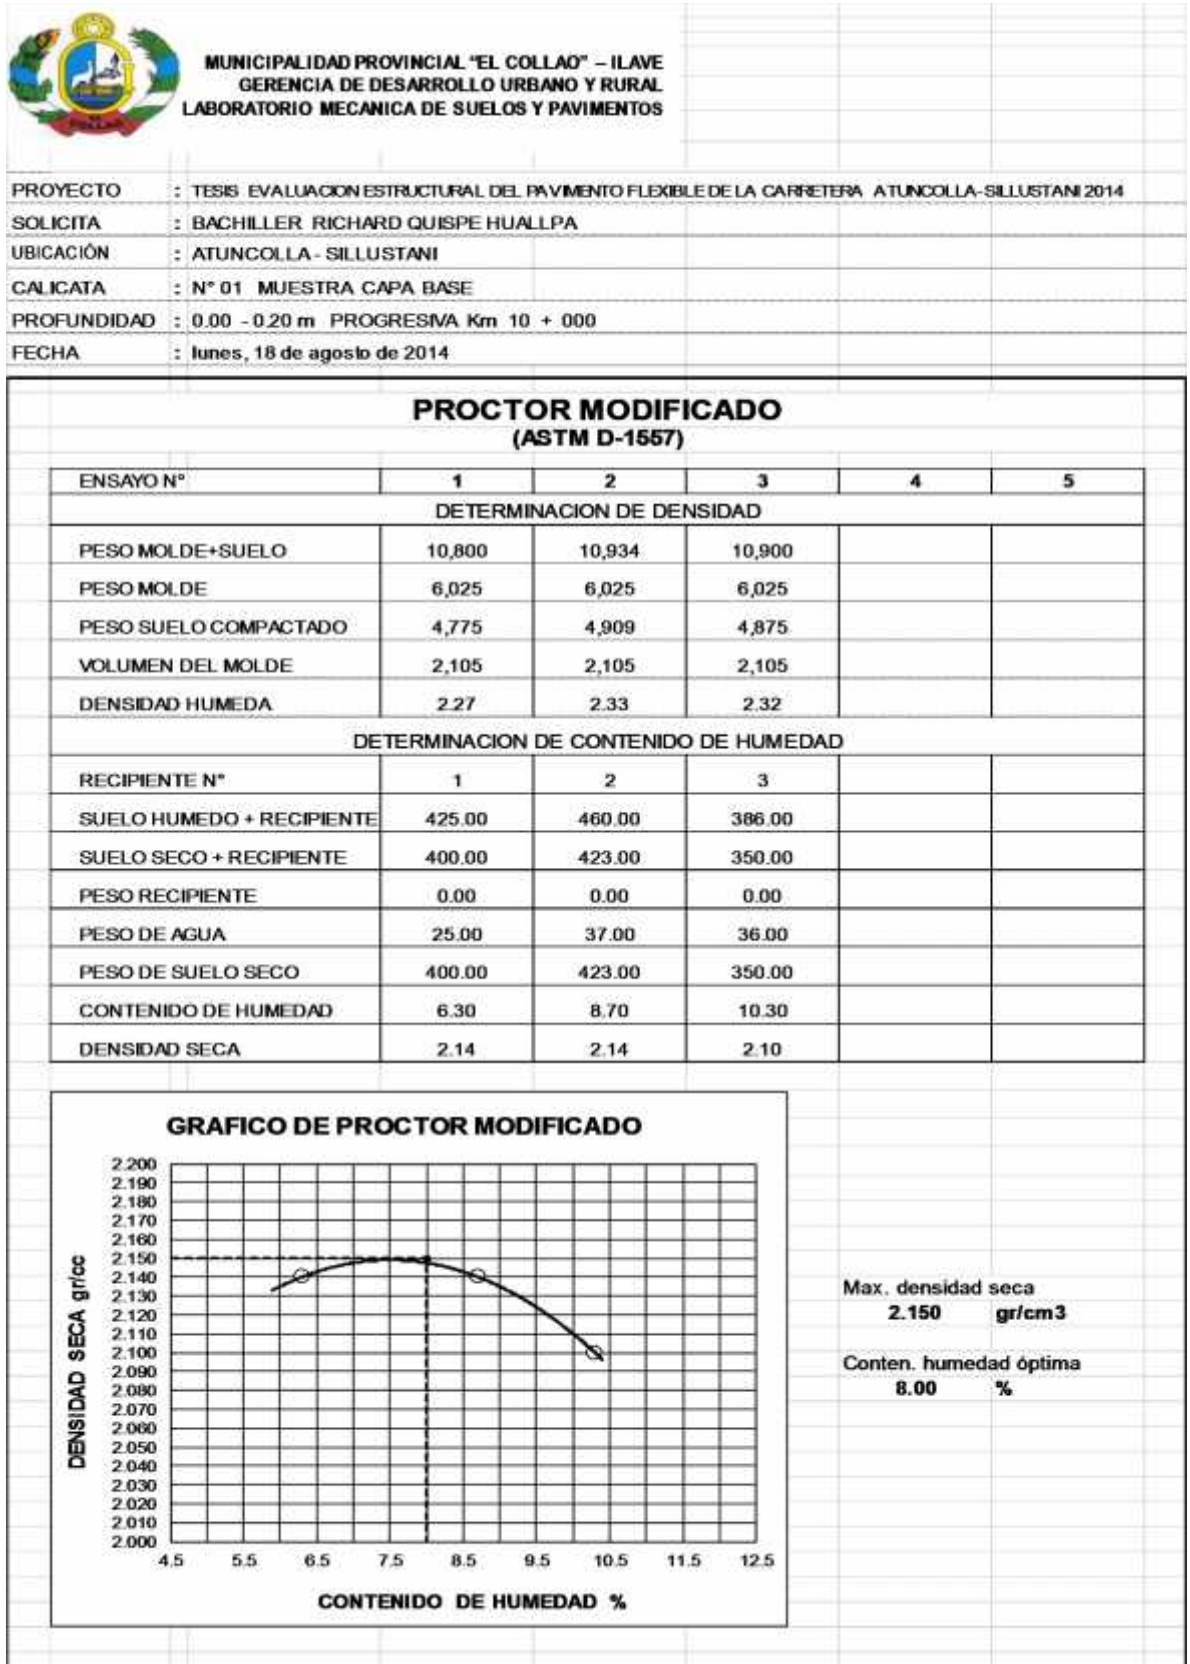 MUNICIPALIDAD PROVINCIAL “EL COLLAO” – ILAVE
GERENCIA DE DESARROLLO URBANO Y RURAL
LABORATORIO MECANICA DE SUELOS Y PAVIMENTOS
COLLAO
PROYECTO : TESIS EVALUACION ESTRUCTURAL DEL PAVIMENTO FLEXIBLE DE LA CARRETERA ATUNCOLLA-SILLUSTANI 2014
SOLICITA : BACHILLER RICHARD QUISPE HUALLPA
UBICACIÓN : ATUNCOLLA - SILLUSTANI
CALICATA : N° 01 MUESTRA CAPA BASE
PROFUNDIDAD : 0.00 - 0.20 m PROGRESIVA Km 10 + 000
FECHA : lunes, 18 de agosto de 2014
PROCTOR MODIFICADO
(ASTM D-1557)
ENSAYO N° 1 2 3 4 5
DETERMINACION DE DENSIDAD
PESO MOLDE+SUELO 10,800 10,934 10,900
PESO MOLDE 6,025 6,025 6,025
PESO SUELO COMPACTADO 4,775 4,909 4,875
VOLUMEN DEL MOLDE 2,105 2,105 2,105
DENSIDAD HUMEDA 2.27 2.33 2.32
DETERMINACION DE CONTENIDO DE HUMEDAD
RECIPIENTE N° 1 2 3
SUELO HUMEDO + RECIPIENTE 425.00 460.00 386.00
SUELO SECO + RECIPIENTE 400.00 423.00 350.00
PESO RECIPIENTE 0.00 0.00 0.00
PESO DE AGUA 25.00 37.00 36.00
PESO DE SUELO SECO 400.00 423.00 350.00
CONTENIDO DE HUMEDAD 6.30 8.70 10.30
DENSIDAD SECA 2.14 2.14 2.10
GRAFICO DE PROCTOR MODIFICADO
DENSIDAD SECA gr/cc
2.200
2.190
2.180
2.170
2.160
2.150
2.140
2.130
2.120
2.110
2.100
2.090
2.080
2.070
2.060
2.050
2.040
2.030
2.020
2.010
2.000
4.5 5.5 6.5 7.5 8.5 9.5 10.5 11.5 12.5
CONTENIDO DE HUMEDAD %
Max. densidad seca
2.150 gr/cm3
Conten. humedad óptima
8.00 %